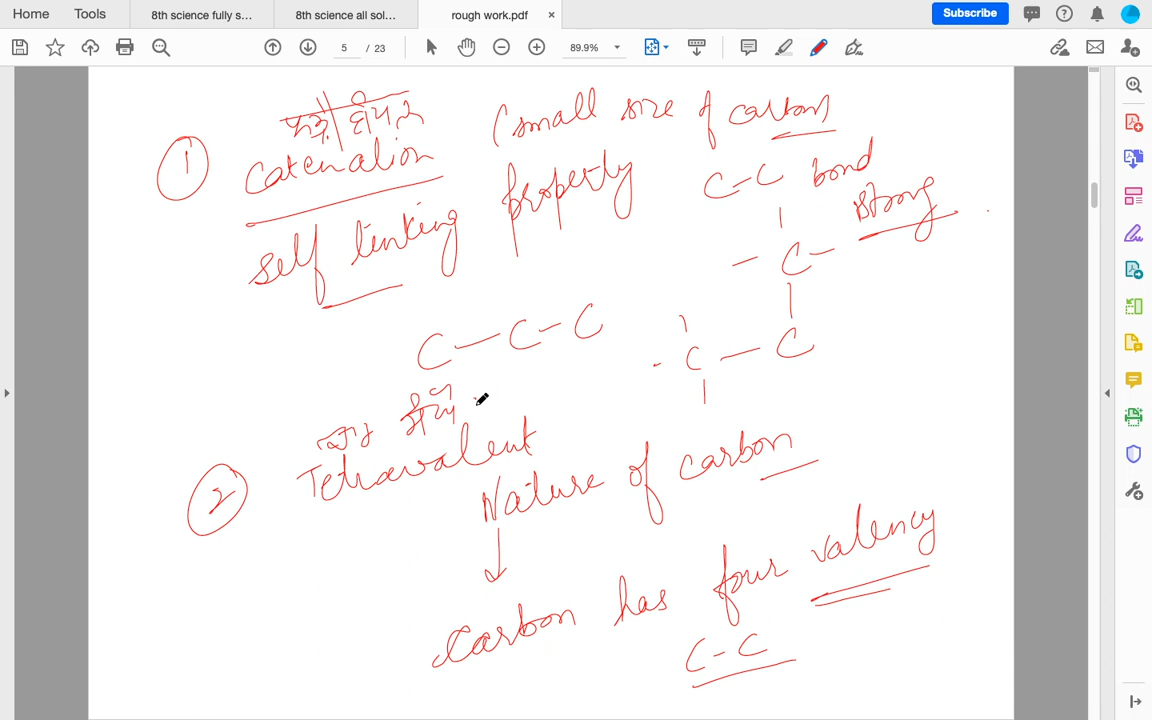 Home Tools 8th science fully s... 8th science all sol... rough work.pdf × Subscribe
5 / 23 89.9%
(small size of carbon
① catenation
property C-C bond
strong
self linking
C
C-C-C
C-C
② Tetravalent
Nature of carbon
carbon has four valency
C-C